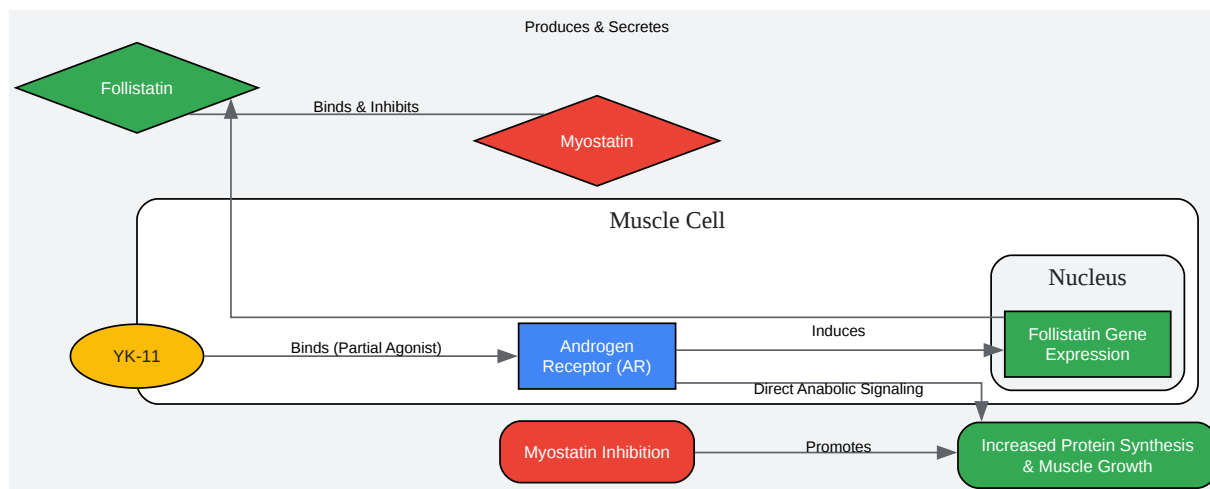 Produces & Secretes
Follistatin
Binds & Inhibits
Myostatin
Muscle Cell
Nucleus
Follistatin Gene
Expression
Induces
YK-11
Binds (Partial Agonist)
Androgen
Receptor (AR)
Direct Anabolic Signaling
Myostatin Inhibition
Promotes
Increased Protein Synthesis
& Muscle Growth